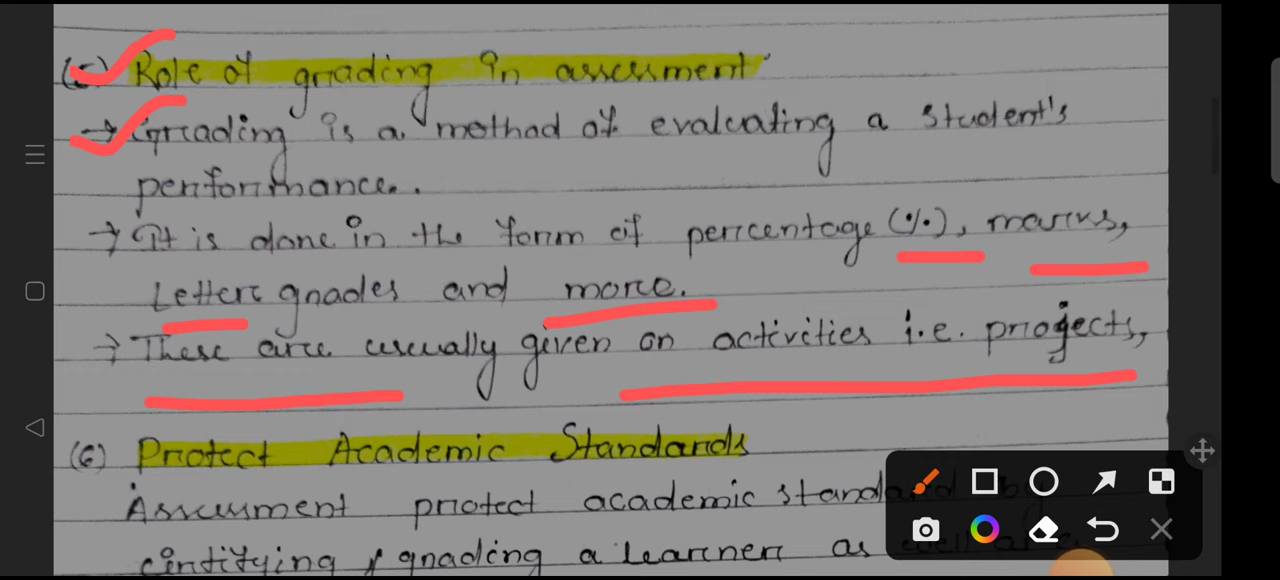 (5) Role of grading in assessment
→ Grading is a method of evaluating a student's
performance.
→ It is done in the form of percentage (%), marks,
Letter grades and more.
→ These are usually given on activities i.e. projects,
(6) Protect Academic Standards
Assessment protect academic standard by
grading a learner as